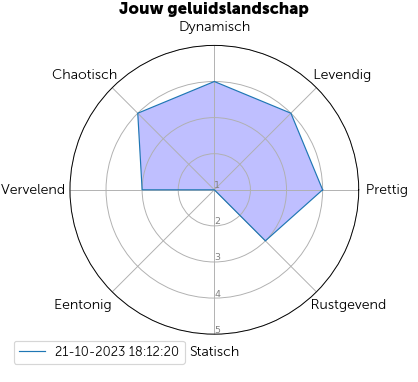 Jouw geluidslandschap
Dynamisch
Chaotisch
Levendig
Vervelend
1
Prettig
2
3
4
Eentonig
Rustgevend
5
21-10-2023 18:12:20
Statisch